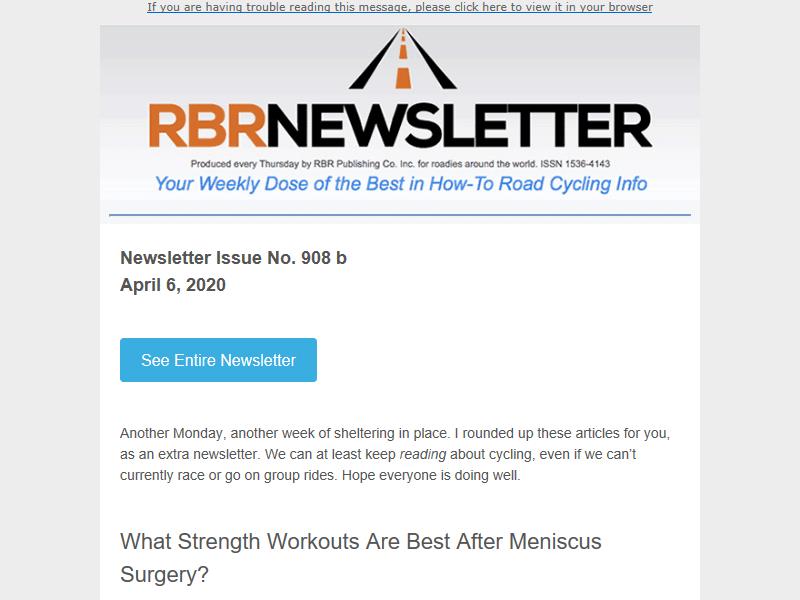 If you are having trouble reading this message, please click here to view it in your browser
RBRNEWSLETTER
Produced every Thursday by RBR Publishing Co. Inc. for roadies around the world. ISSN 1536-4143
Your Weekly Dose of the Best in How-To Road Cycling Info
Newsletter Issue No. 908 b
April 6, 2020
See Entire Newsletter
Another Monday, another week of sheltering in place. I rounded up these articles for you,
as an extra newsletter. We can at least keep reading about cycling, even if we can’t
currently race or go on group rides. Hope everyone is doing well.
What Strength Workouts Are Best After Meniscus
Surgery?